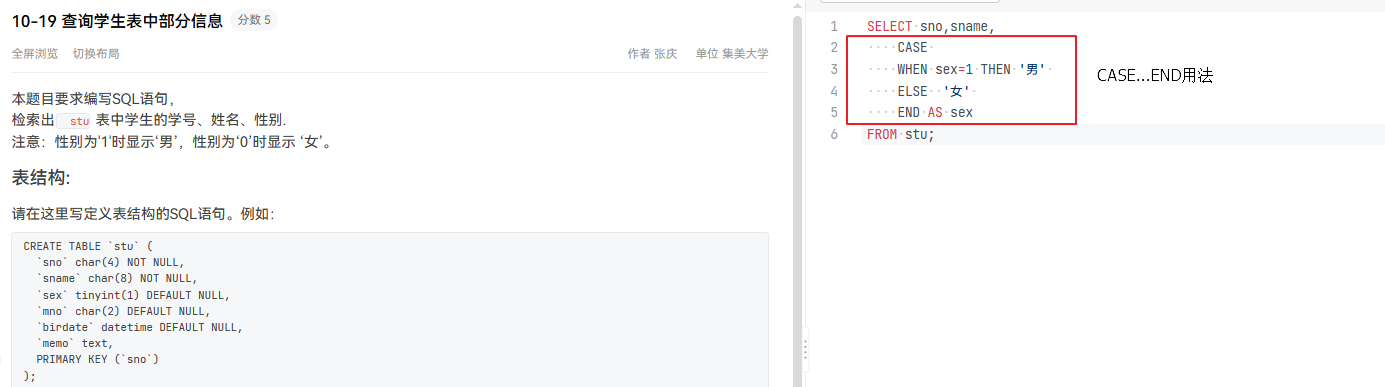 10-19 查询学生表中部分信息 分数 5
全屏浏览 切换布局 作者 张庆 单位 集美大学
本题目要求编写SQL语句，
检索出 stu 表中学生的学号、姓名、性别.
注意：性别为'1'时显示‘男’，性别为‘0’时显示 ‘女’。
表结构:
请在这里写定义表结构的SQL语句。例如：
CREATE TABLE `stu` (
`sno` char(4) NOT NULL,
`sname` char(8) NOT NULL,
`sex` tinyint(1) DEFAULT NULL,
`mno` char(2) DEFAULT NULL,
`birdate` datetime DEFAULT NULL,
`memo` text,
PRIMARY KEY (`sno`)
);
1 SELECT sno,sname,
2 CASE
3 WHEN sex=1 THEN '男'
4 ELSE '女'
5 END AS sex
6 FROM stu;
CASE...END用法